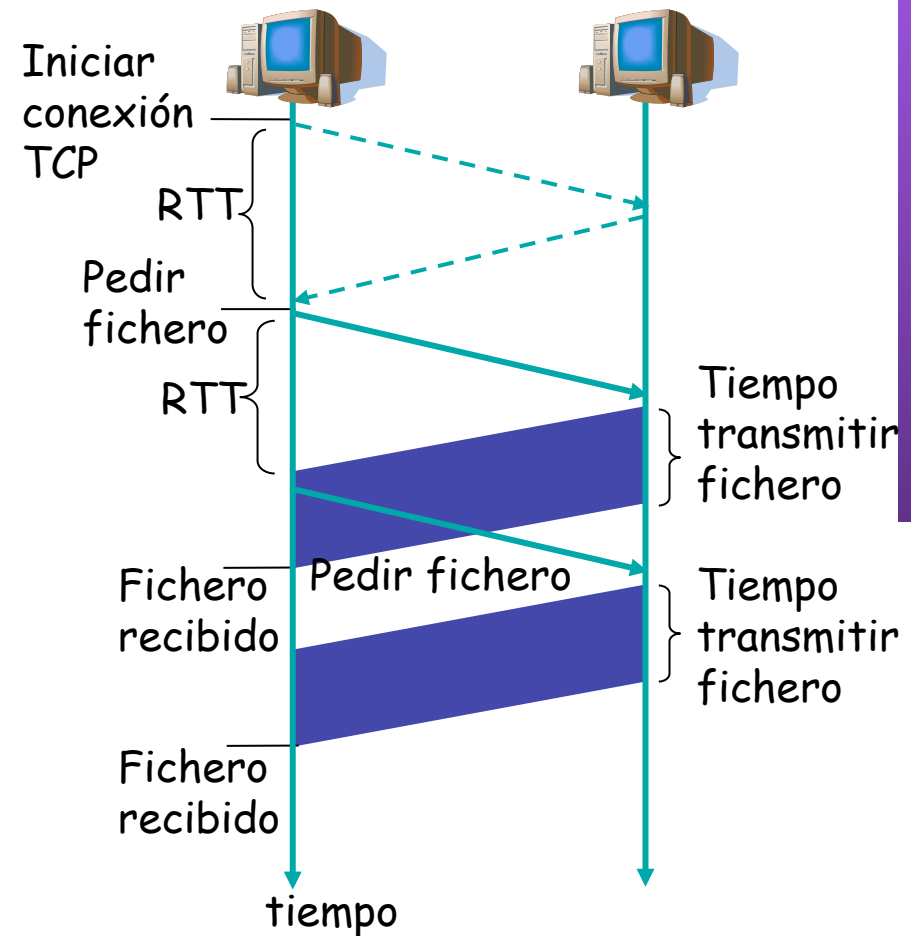 Iniciar
conexión
TCP
RTT
Pedir
fichero
RTT
Tiempo
transmitir
fichero
Pedir fichero
Fichero
recibido
Tiempo
transmitir
fichero
Fichero
recibido
tiempo